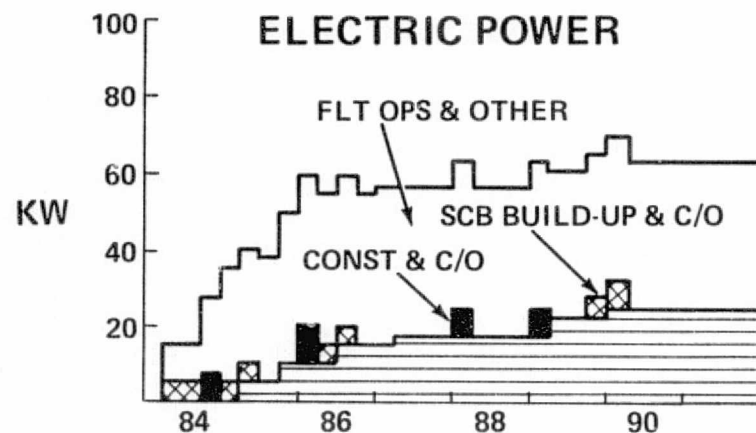 ELECTRIC POWER
100
80
FLT OPS & OTHER
60
KW
SCB BUILD-UP & C/O
40
CONST & C/O
20
84 86 88 90